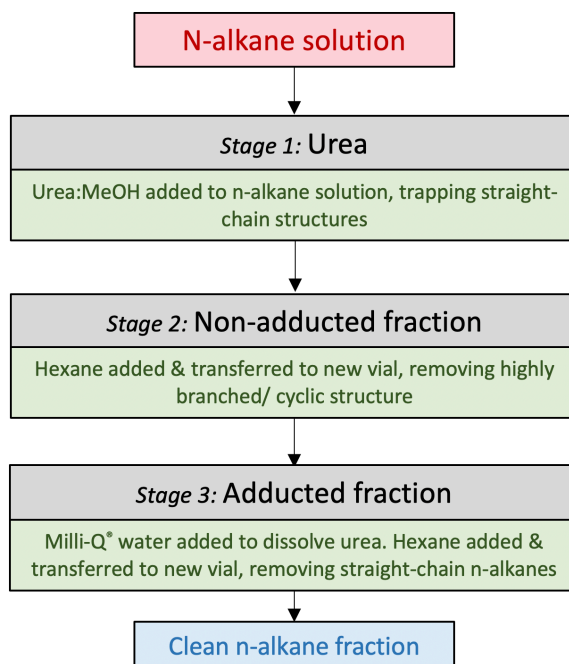 N-alkane solution
Stage 1: Urea
Urea:MeOH added to n-alkane solution, trapping straight-
chain structures
Stage 2: Non-adducted fraction
Hexane added & transferred to new vial, removing highly
branched/ cyclic structure
Stage 3: Adducted fraction
Milli-Q® water added to dissolve urea. Hexane added &
transferred to new vial, removing straight-chain n-alkanes
Clean n-alkane fraction